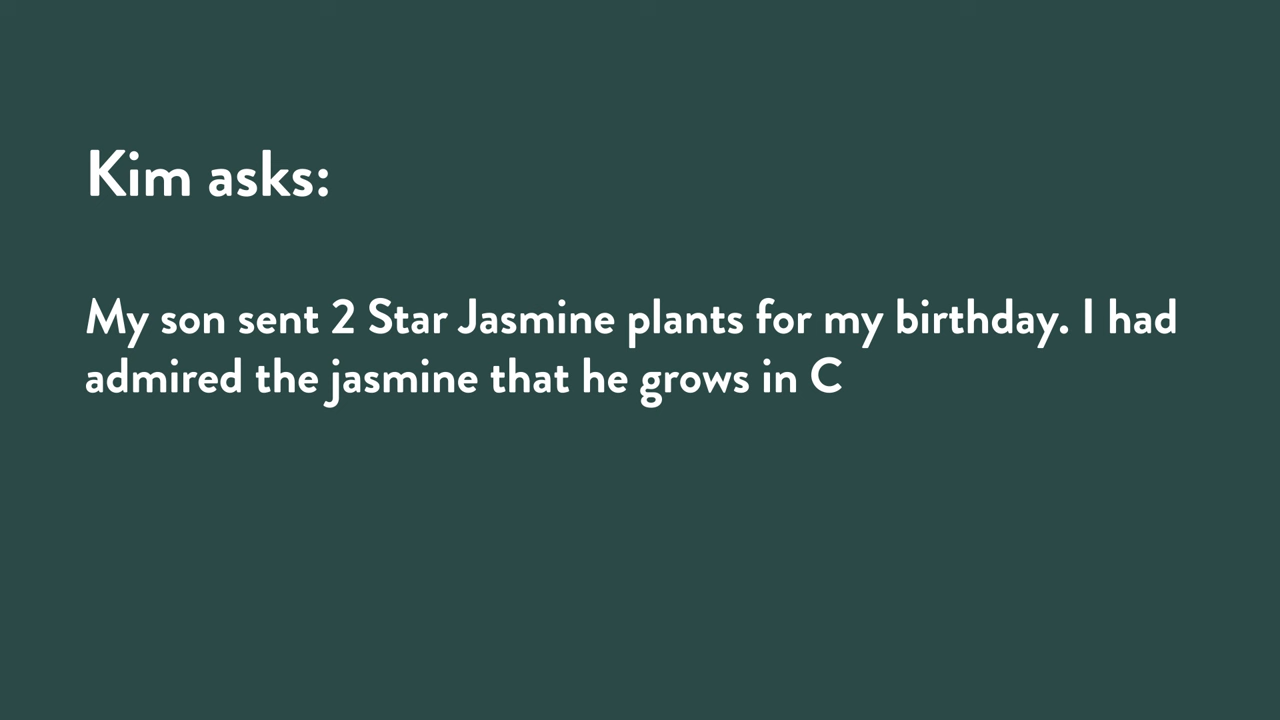 Kim asks:
My son sent 2 Star Jasmine plants for my birthday. I had
admired the jasmine that he grows in C